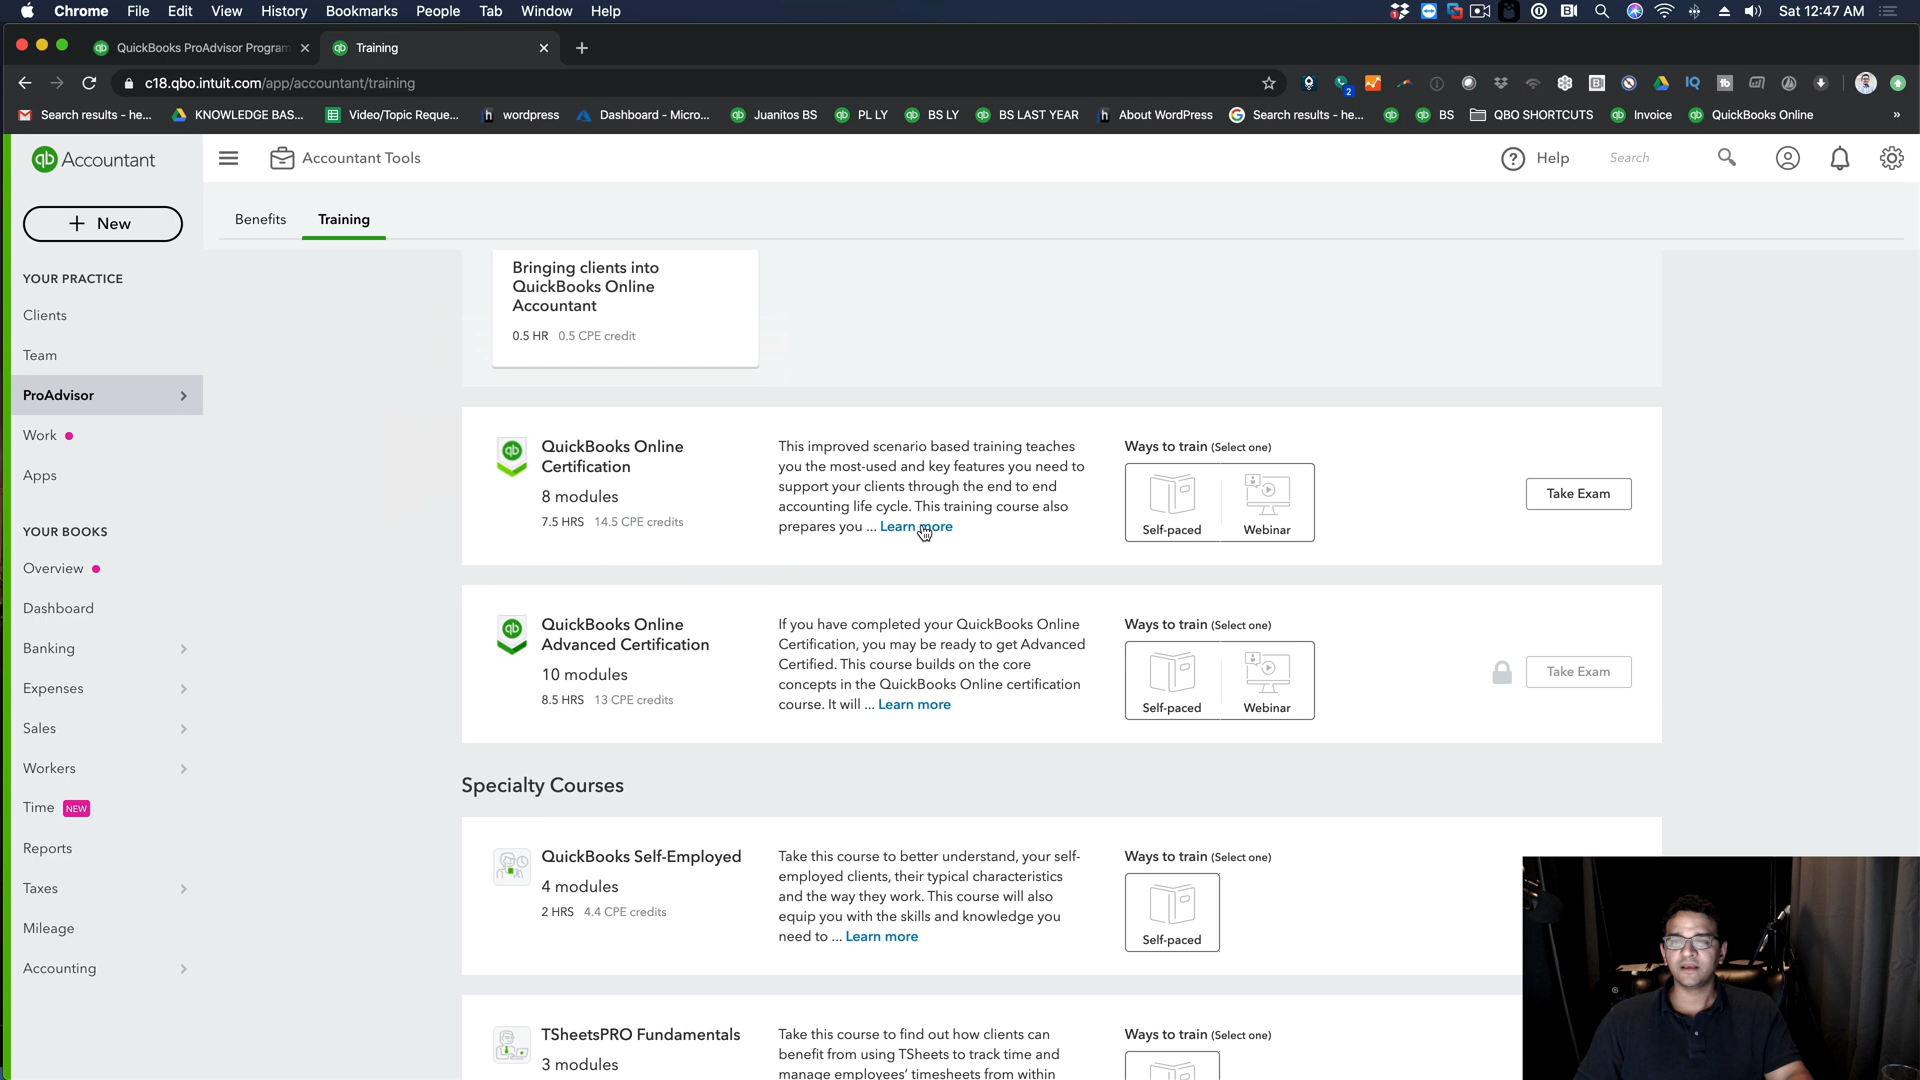 Chrome File Edit View History Bookmarks People Tab Window Help
Sat 12:47 AM
QuickBooks ProAdvisor Program
Training
c18.qbo.intuit.com/app/accountant/training
Search results - he...
KNOWLEDGE BAS...
Video/Topic Reque...
wordpress
Dashboard - Micro...
Juanitos BS
PL LY
BS LY
BS LAST YEAR
About WordPress
Search results - he...
BS
QBO SHORTCUTS
Invoice
QuickBooks Online
»
qb Accountant
Accountant Tools
Help
Search
+ New
Benefits
Training
YOUR PRACTICE
Clients
Team
ProAdvisor
Work
Apps
YOUR BOOKS
Overview
Dashboard
Banking
Expenses
Sales
Workers
Time NEW
Reports
Taxes
Mileage
Accounting
Bringing clients into
QuickBooks Online
Accountant
0.5 HR 0.5 CPE credit
QuickBooks Online
Certification
8 modules
7.5 HRS 14.5 CPE credits
This improved scenario based training teaches
you the most-used and key features you need to
support your clients through the end to end
accounting life cycle. This training course also
prepares you ... Learn more
Ways to train (Select one)
Self-paced
Webinar
Take Exam
QuickBooks Online
Advanced Certification
10 modules
8.5 HRS 13 CPE credits
If you have completed your QuickBooks Online
Certification, you may be ready to get Advanced
Certified. This course builds on the core
concepts in the QuickBooks Online certification
course. It will ... Learn more
Ways to train (Select one)
Self-paced
Webinar
Take Exam
Specialty Courses
QuickBooks Self-Employed
4 modules
2 HRS 4.4 CPE credits
Take this course to better understand, your self-
employed clients, their typical characteristics
and the way they work. This course will also
equip you with the skills and knowledge you
need to ... Learn more
Ways to train (Select one)
Self-paced
TSheetsPRO Fundamentals
3 modules
Take this course to find out how clients can
benefit from using TSheets to track time and
manage employees' timesheets from within
Ways to train (Select one)